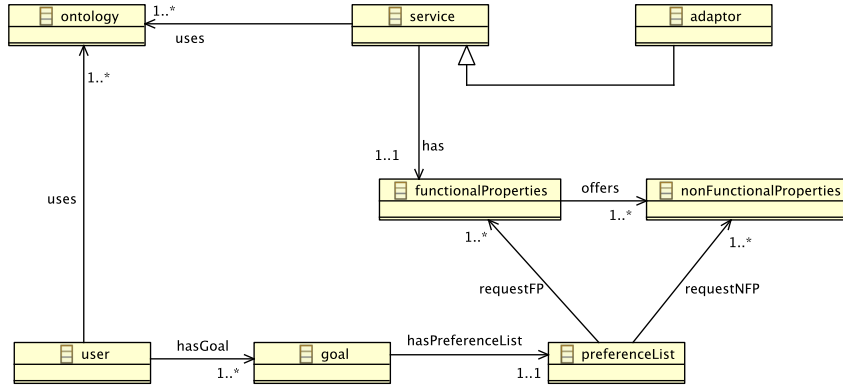 ontology
1..*
uses
service
adaptor
1..*
uses
has
1..1
functionalProperties
offers
1..*
nonFunctionalProperties
1..*
1..*
requestFP
requestNFP
user
hasGoal
1..*
goal
hasPreferenceList
1..1
preferenceList